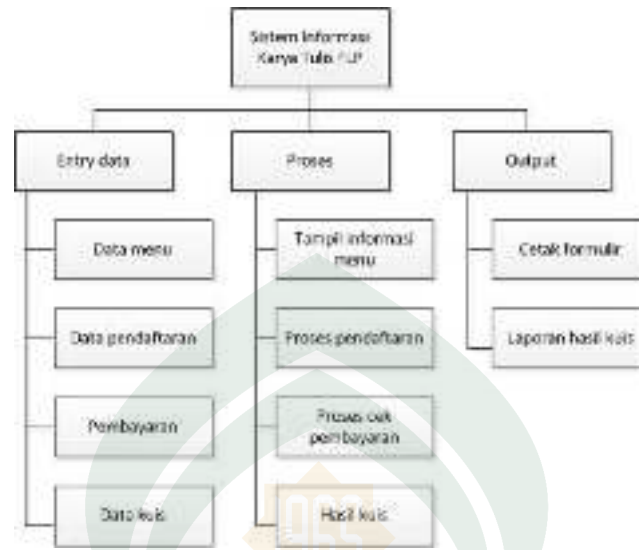 Sistem Informasi
Karya Tulis FLP
Entry data
Proses
Output
Data menu
Tampil informasi
menu
Cetak formulir
Data pendaftaran
Proses pendaftaran
Laporan hasil kuis
Pembayaran
Proses cek
pembayaran
Data kuis
Hasil kuis